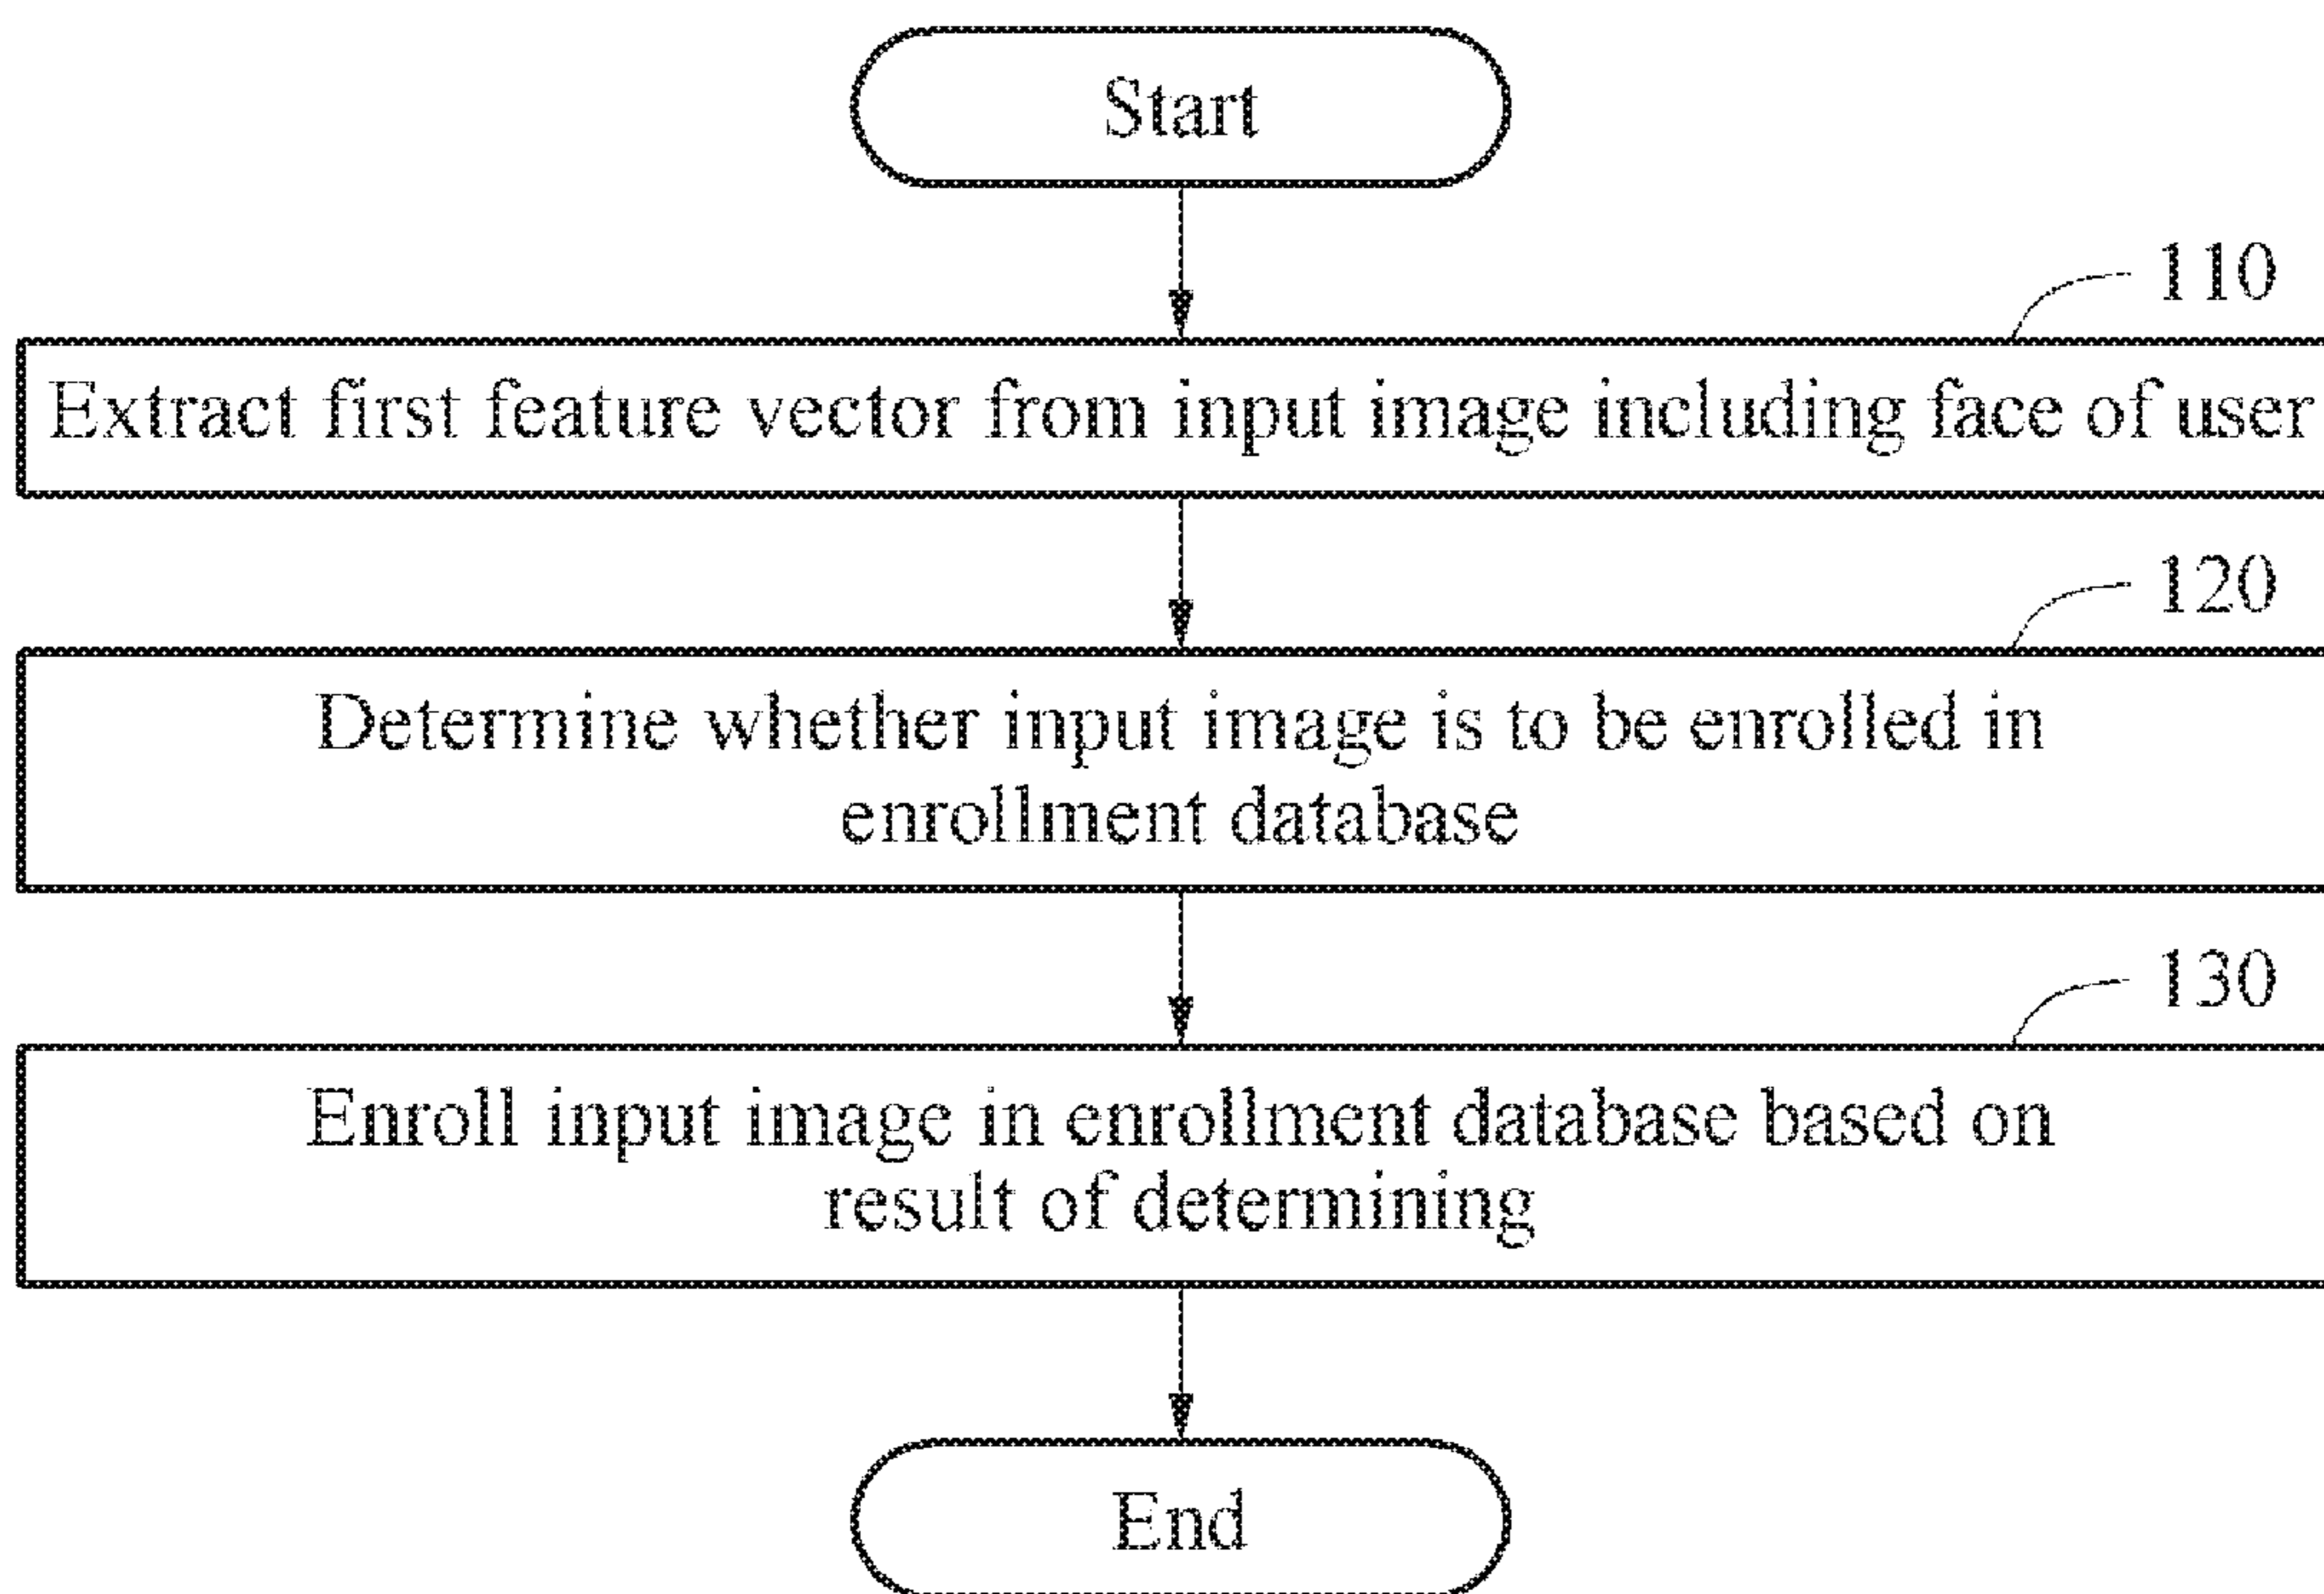 Start
110
Extract first feature vector from input image including face of user
120
Determine whether input image is to be enrolled in
enrollment database
130
Enroll input image in enrollment database based on
result of determining
End